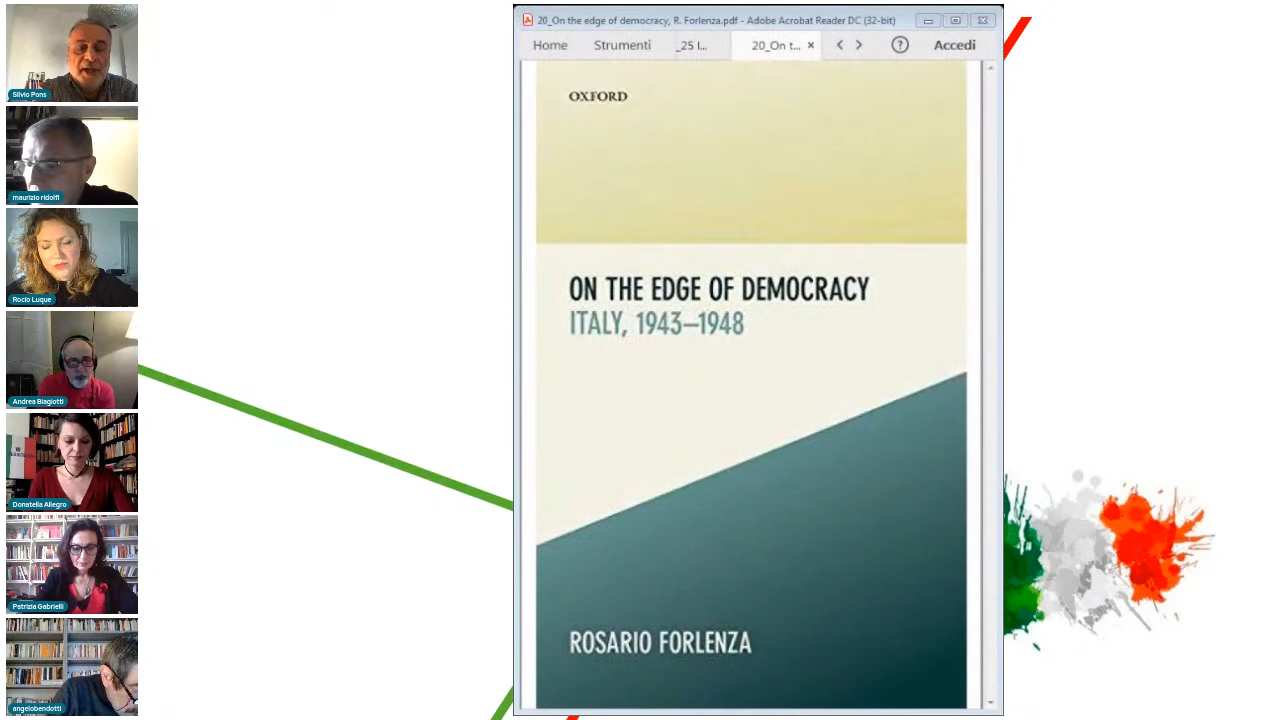 Silvio Pons
maurizio ridolfi
Rocío Luque
Andrea Biagiotti
Donatella Allegro
Patrizia Gabrielli
angelobendotti
20_On the edge of democracy, R. Forlenza.pdf - Adobe Acrobat Reader DC (32-bit)
Home Strumenti _25 I... 20_On t... × ? Accedi
OXFORD
ON THE EDGE OF DEMOCRACY
ITALY, 1943–1948
ROSARIO FORLENZA